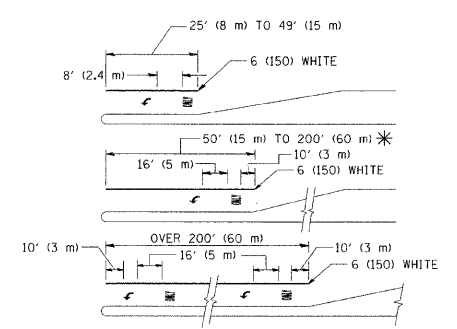 25' (8 m) TO 49' (15 m)
6 (150) WHITE
8' (2.4 m)
50' (15 m) TO 200' (60 m) *
10' (3 m)
16' (5 m)
6 (150) WHITE
OVER 200' (60 m)
10' (3 m)
16' (5 m)
10' (3 m)
6 (150) WHITE